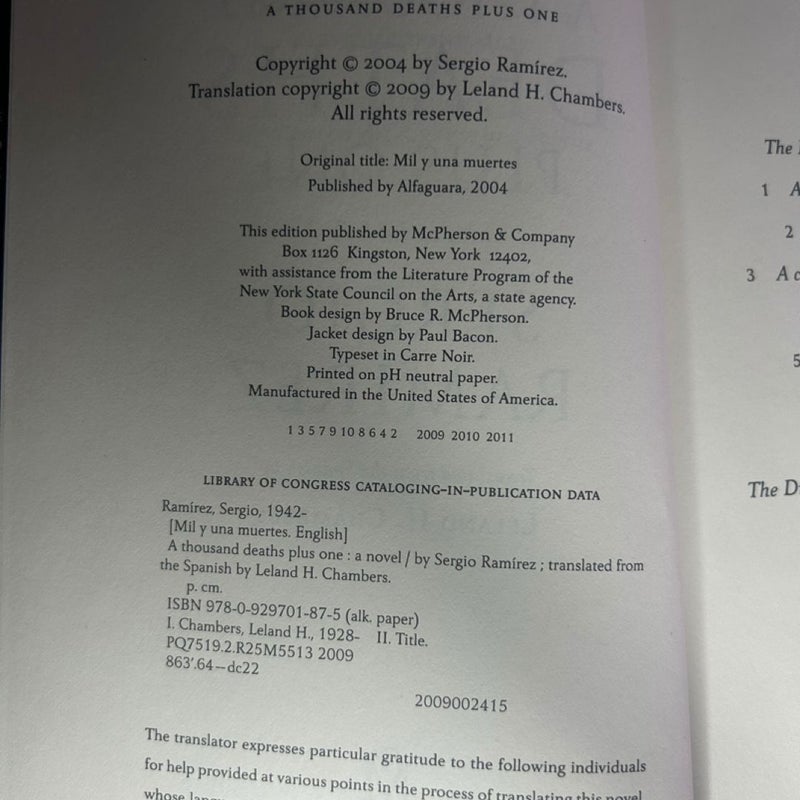 A THOUSAND DEATHS PLUS ONE
Copyright © 2004 by Sergio Ramírez.
Translation copyright © 2009 by Leland H. Chambers.
All rights reserved.
Original title: Mil y una muertes
Published by Alfaguara, 2004
This edition published by McPherson & Company
Box 1126 Kingston, New York 12402,
with assistance from the Literature Program of the
New York State Council on the Arts, a state agency.
Book design by Bruce R. McPherson.
Jacket design by Paul Bacon.
Typeset in Carre Noir.
Printed on pH neutral paper.
Manufactured in the United States of America.
1 3 5 7 9 10 8 6 4 2 2009 2010 2011
LIBRARY OF CONGRESS CATALOGING-IN-PUBLICATION DATA
Ramírez, Sergio, 1942-
[Mil y una muertes. English]
A thousand deaths plus one : a novel / by Sergio Ramírez ; translated from
the Spanish by Leland H. Chambers.
p. cm.
ISBN 978-0-929701-87-5 (alk. paper)
I. Chambers, Leland H., 1928- II. Title.
PQ7519.2.R25M5513 2009
863'.64—dc22
2009002415
The translator expresses particular gratitude to the following individuals
for help provided at various points in the process of translating this novel
whose
The
1 A
2
3 A
5
The